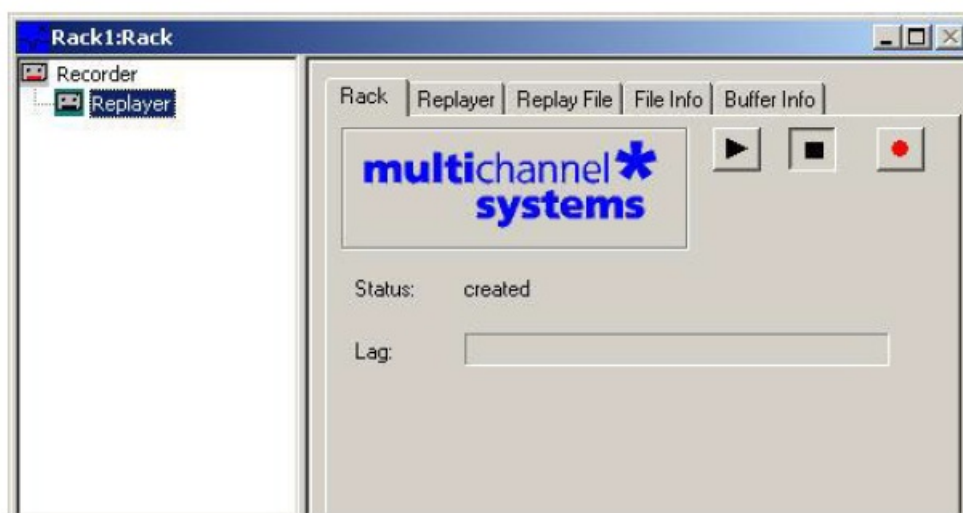 Rack1:Rack
Recorder
Replayer
Rack Replayer Replay File File Info Buffer Info
multichannel*
systems
Status: created
Lag: